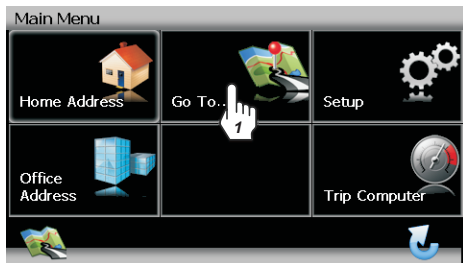 Main Menu
Home Address
Go To...
Setup
1
Office
Address
Trip Computer